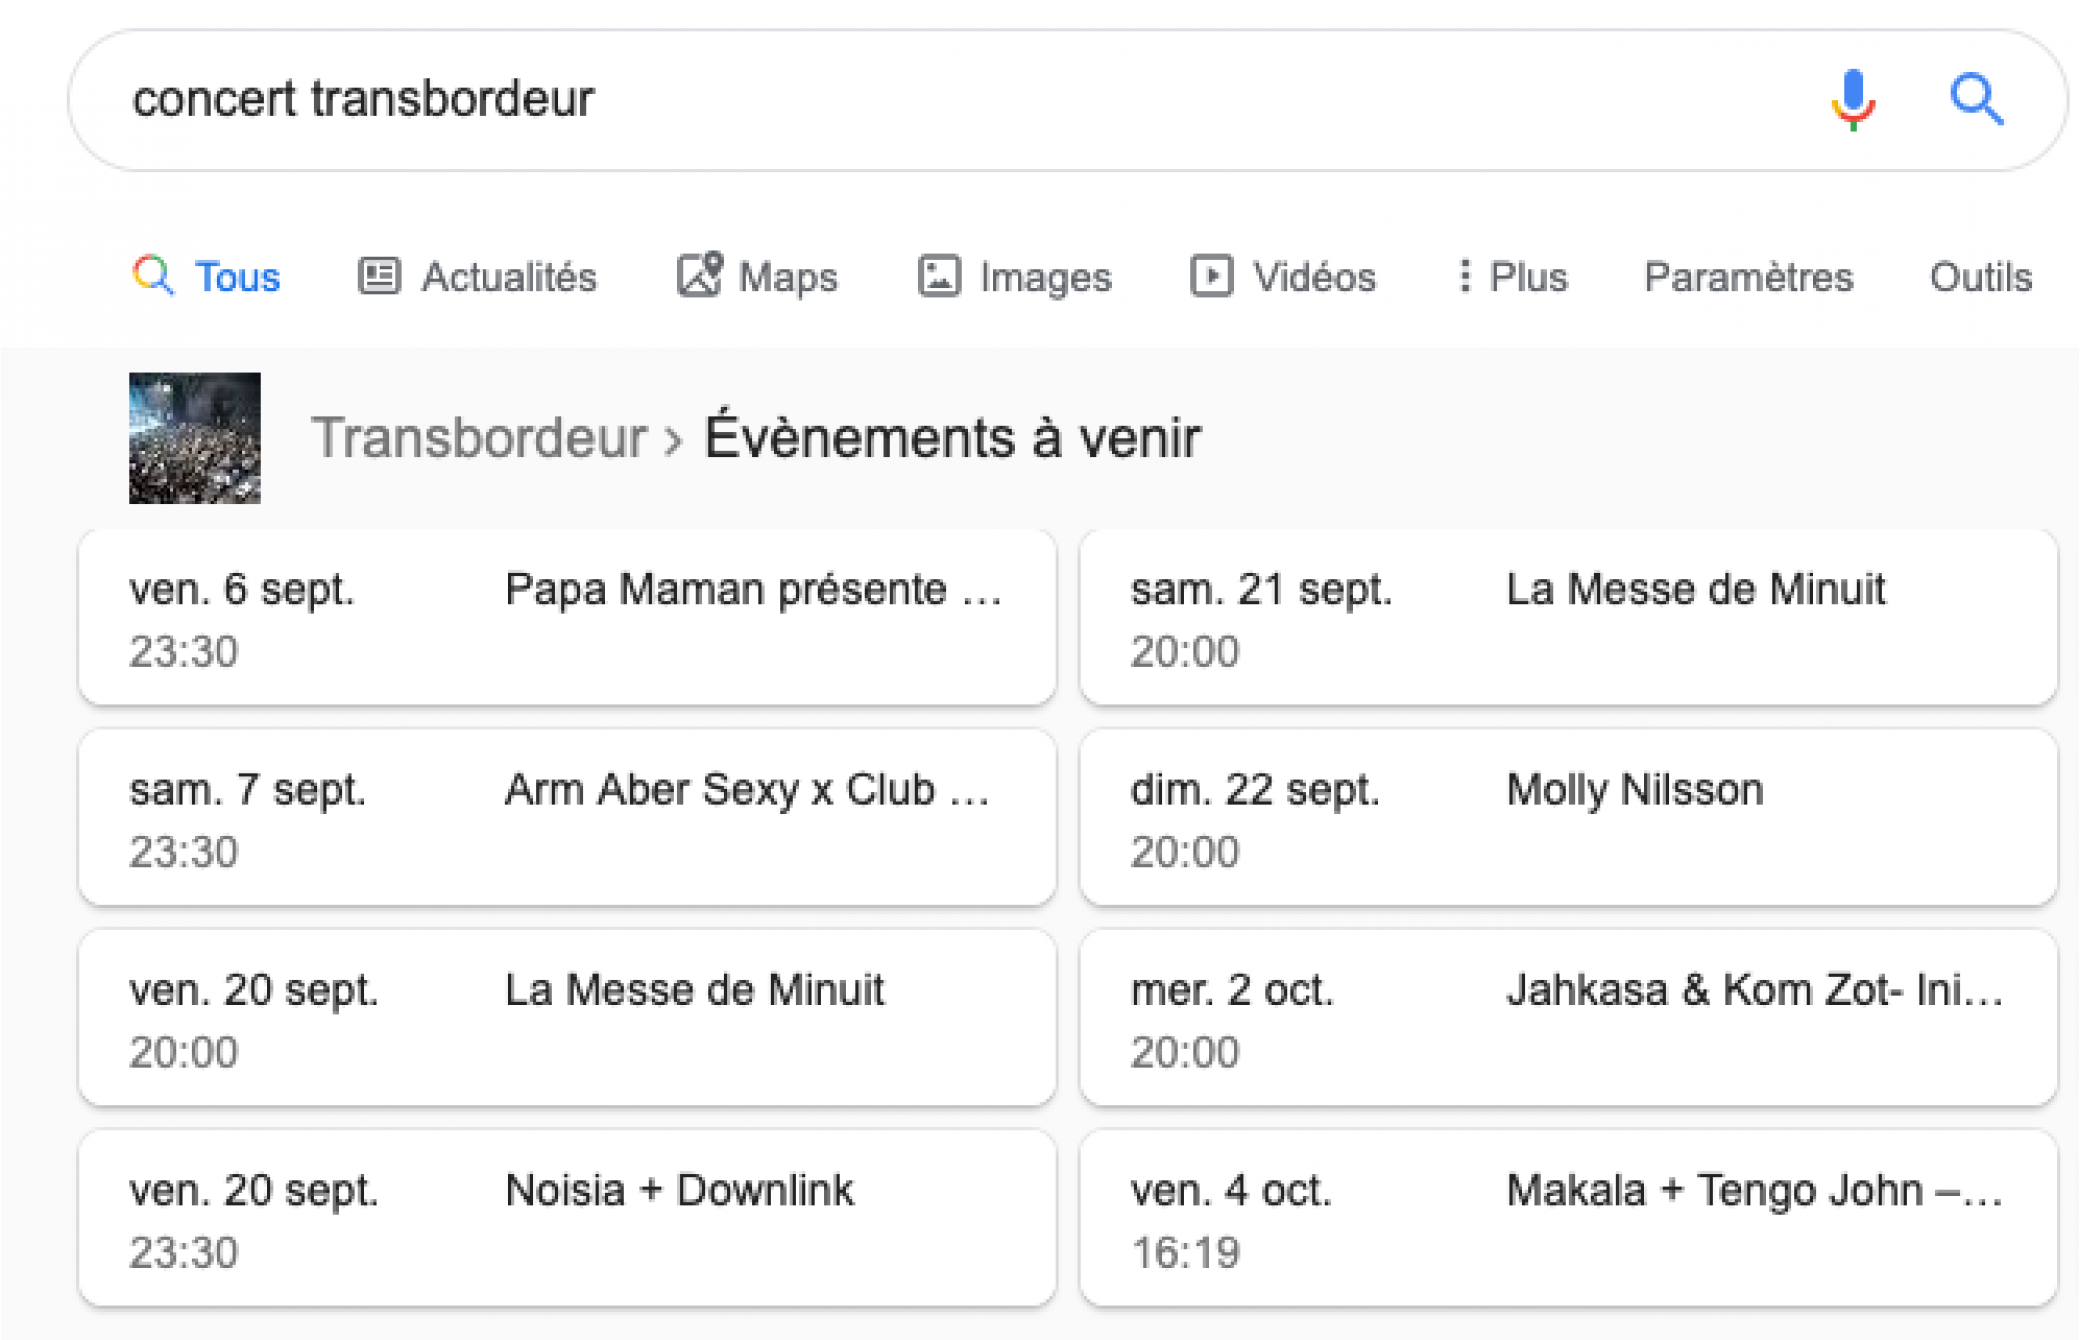 concert transbordeur
Tous Actualités Maps Images Vidéos Plus Paramètres Outils
Transbordeur › Évènements à venir
ven. 6 sept. Papa Maman présente ...
23:30
sam. 7 sept. Arm Aber Sexy x Club ...
23:30
ven. 20 sept. La Messe de Minuit
20:00
ven. 20 sept. Noisia + Downlink
23:30
sam. 21 sept. La Messe de Minuit
20:00
dim. 22 sept. Molly Nilsson
20:00
mer. 2 oct. Jahkasa & Kom Zot- Ini...
20:00
ven. 4 oct. Makala + Tengo John –...
16:19